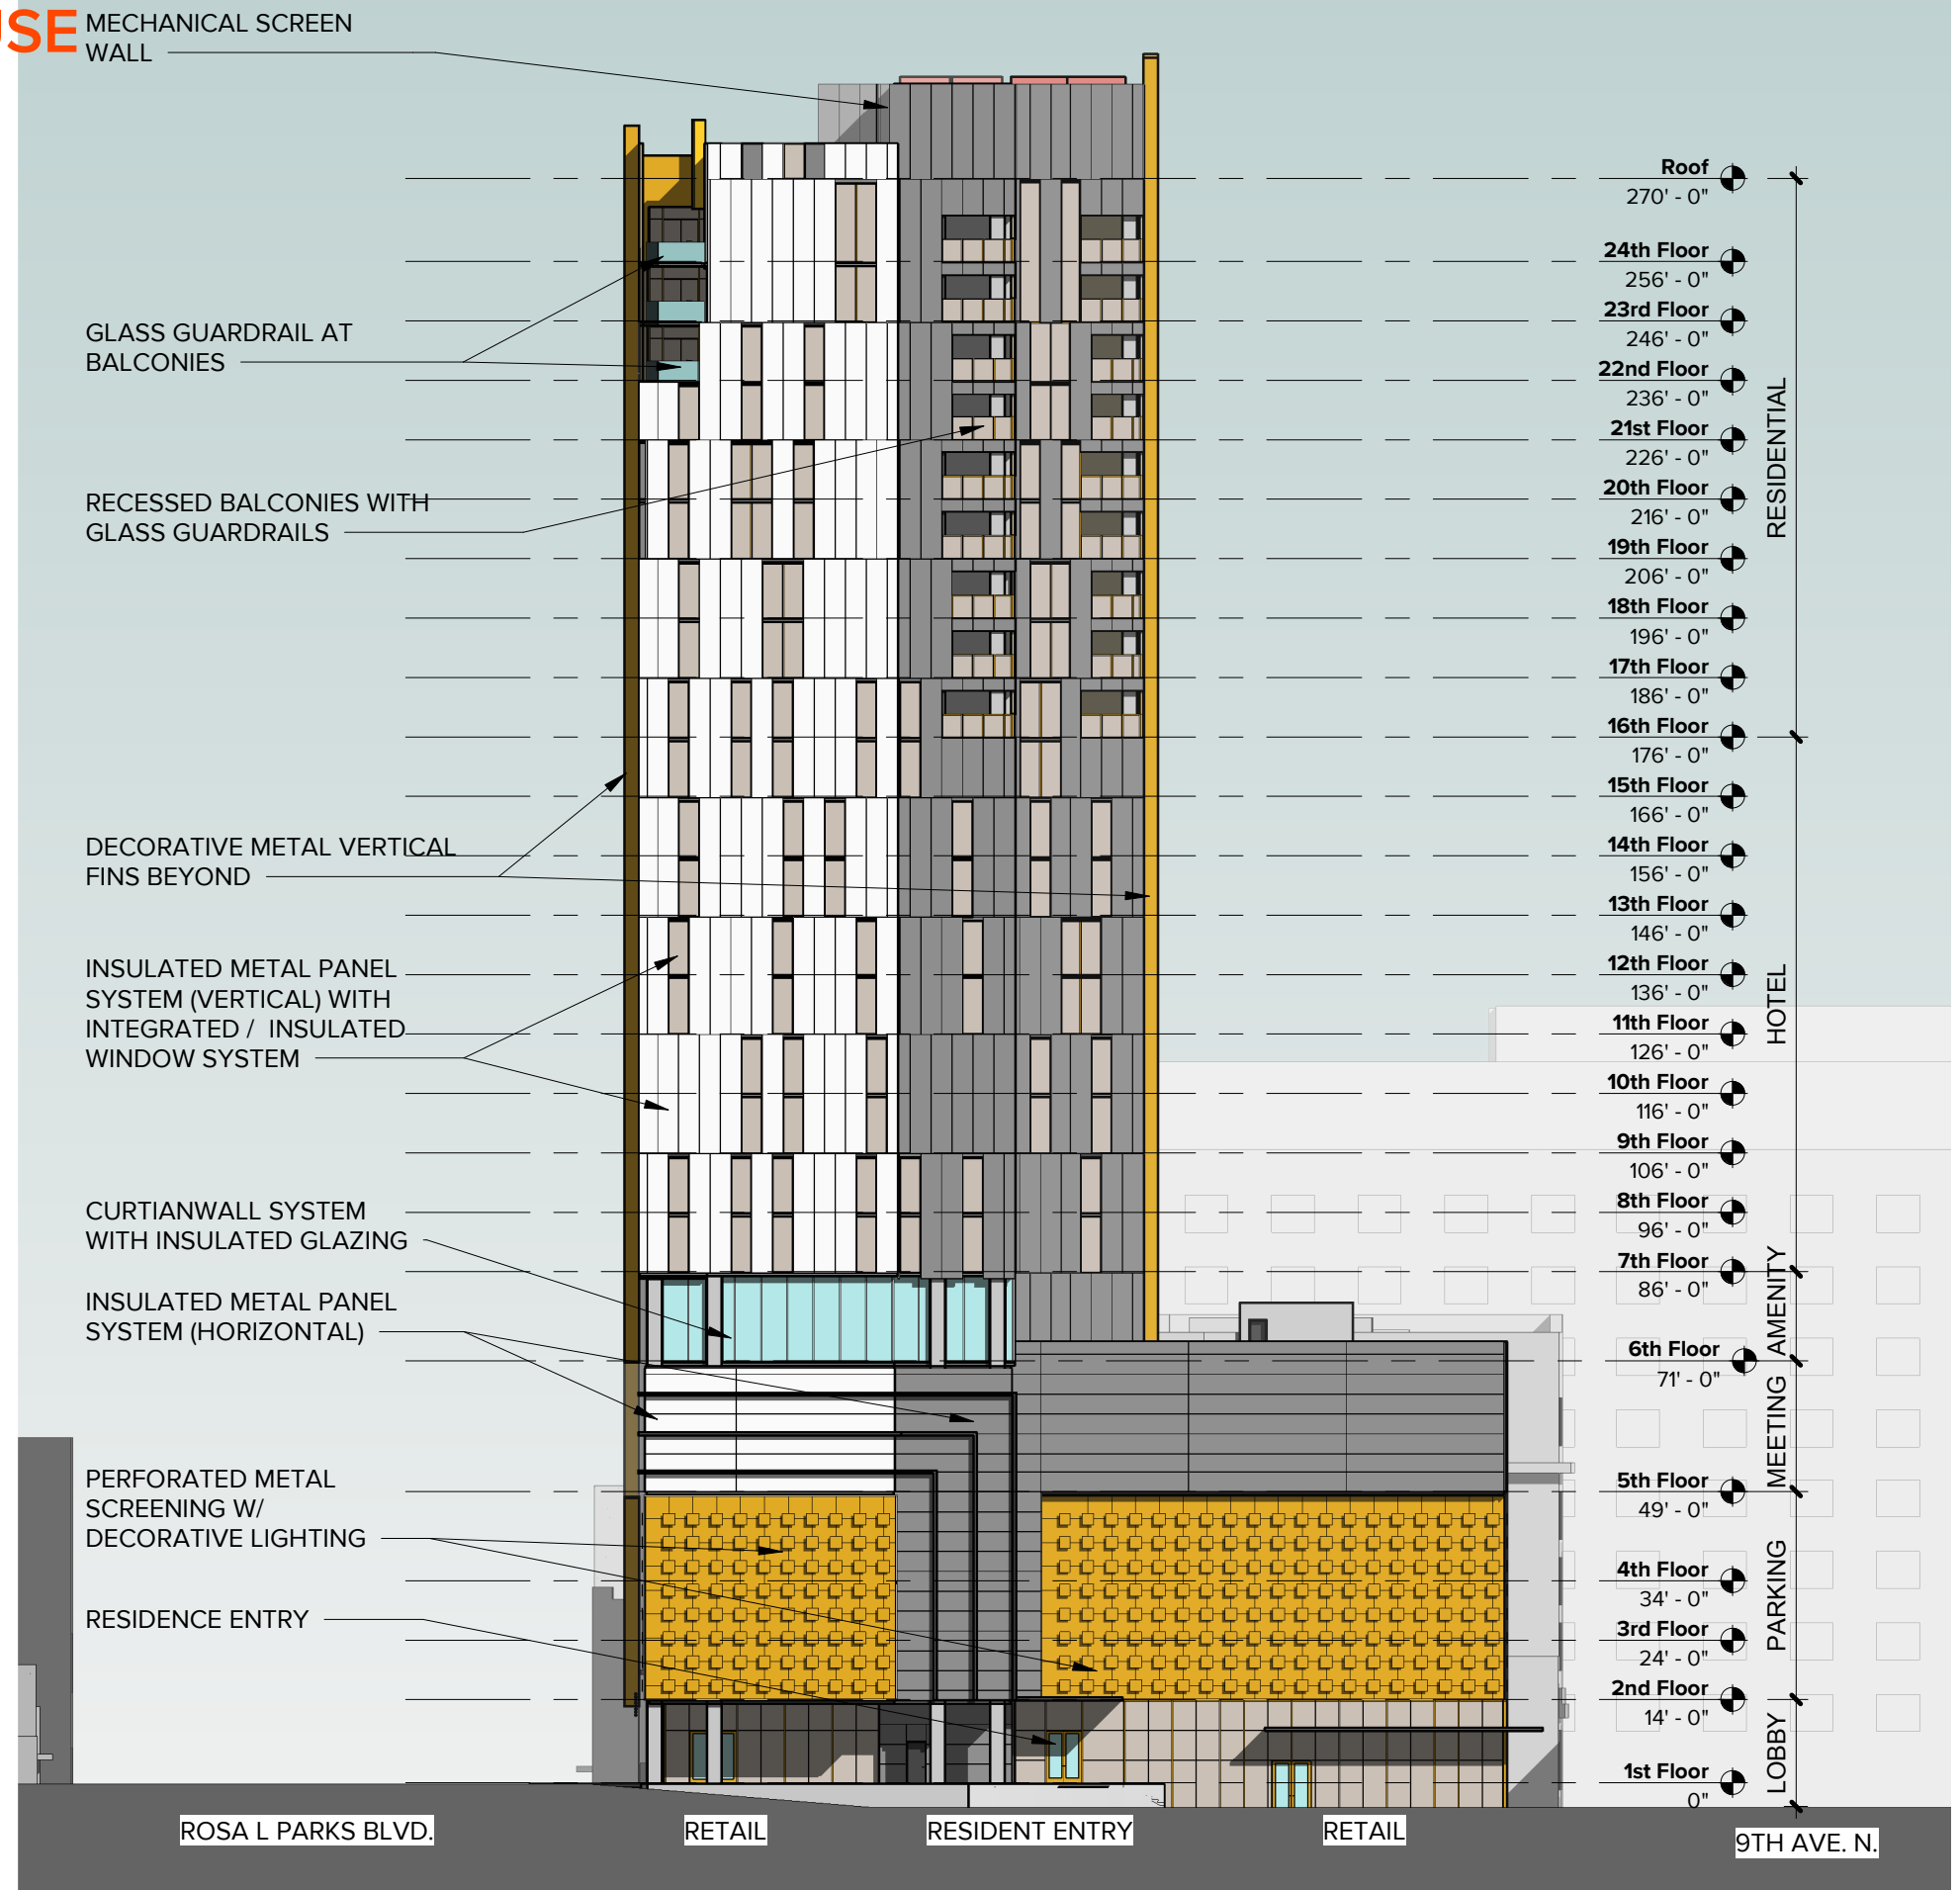 USE
MECHANICAL SCREEN
WALL
GLASS GUARDRAIL AT
BALCONIES
RECESSED BALCONIES WITH
GLASS GUARDRAILS
DECORATIVE METAL VERTICAL
FINS BEYOND
INSULATED METAL PANEL
SYSTEM (VERTICAL) WITH
INTEGRATED / INSULATED
WINDOW SYSTEM
CURTIANWALL SYSTEM
WITH INSULATED GLAZING
INSULATED METAL PANEL
SYSTEM (HORIZONTAL)
PERFORATED METAL
SCREENING W/
DECORATIVE LIGHTING
RESIDENCE ENTRY
Roof
270' - 0"
24th Floor
256' - 0"
23rd Floor
246' - 0"
22nd Floor
236' - 0"
21st Floor
226' - 0"
20th Floor
216' - 0"
19th Floor
206' - 0"
18th Floor
196' - 0"
17th Floor
186' - 0"
16th Floor
176' - 0"
15th Floor
166' - 0"
14th Floor
156' - 0"
13th Floor
146' - 0"
12th Floor
136' - 0"
11th Floor
126' - 0"
10th Floor
116' - 0"
9th Floor
106' - 0"
8th Floor
96' - 0"
7th Floor
86' - 0"
6th Floor
71' - 0"
5th Floor
49' - 0"
4th Floor
34' - 0"
3rd Floor
24' - 0"
2nd Floor
14' - 0"
1st Floor
0"
RESIDENTIAL
HOTEL
AMENITY
MEETING
PARKING
LOBBY
ROSA L PARKS BLVD.
RETAIL
RESIDENT ENTRY
RETAIL
9TH AVE. N.